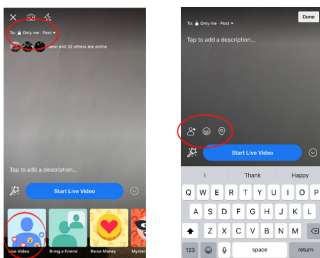 To: Only me · Post ▾
and 32 others are online
Tap to add a description...
Start Live Video
Live Video
Bring a Friend
Raise Money
Myster
Done
To: Only me · Post ▾
Tap to add a description...
Start Live Video
I
Thank
Happy
Q W E R T Y U I O P
A S D F G H J K L
Z X C V B N M
123
space
return